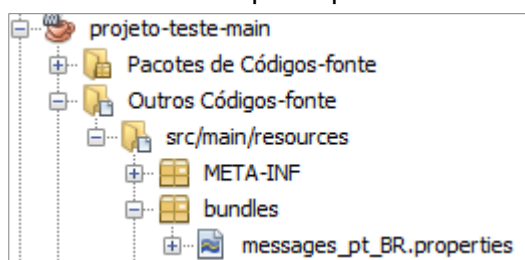 projeto-teste-main
Pacotes de Códigos-fonte
Outros Códigos-fonte
src/main/resources
META-INF
bundles
messages_pt_BR.properties